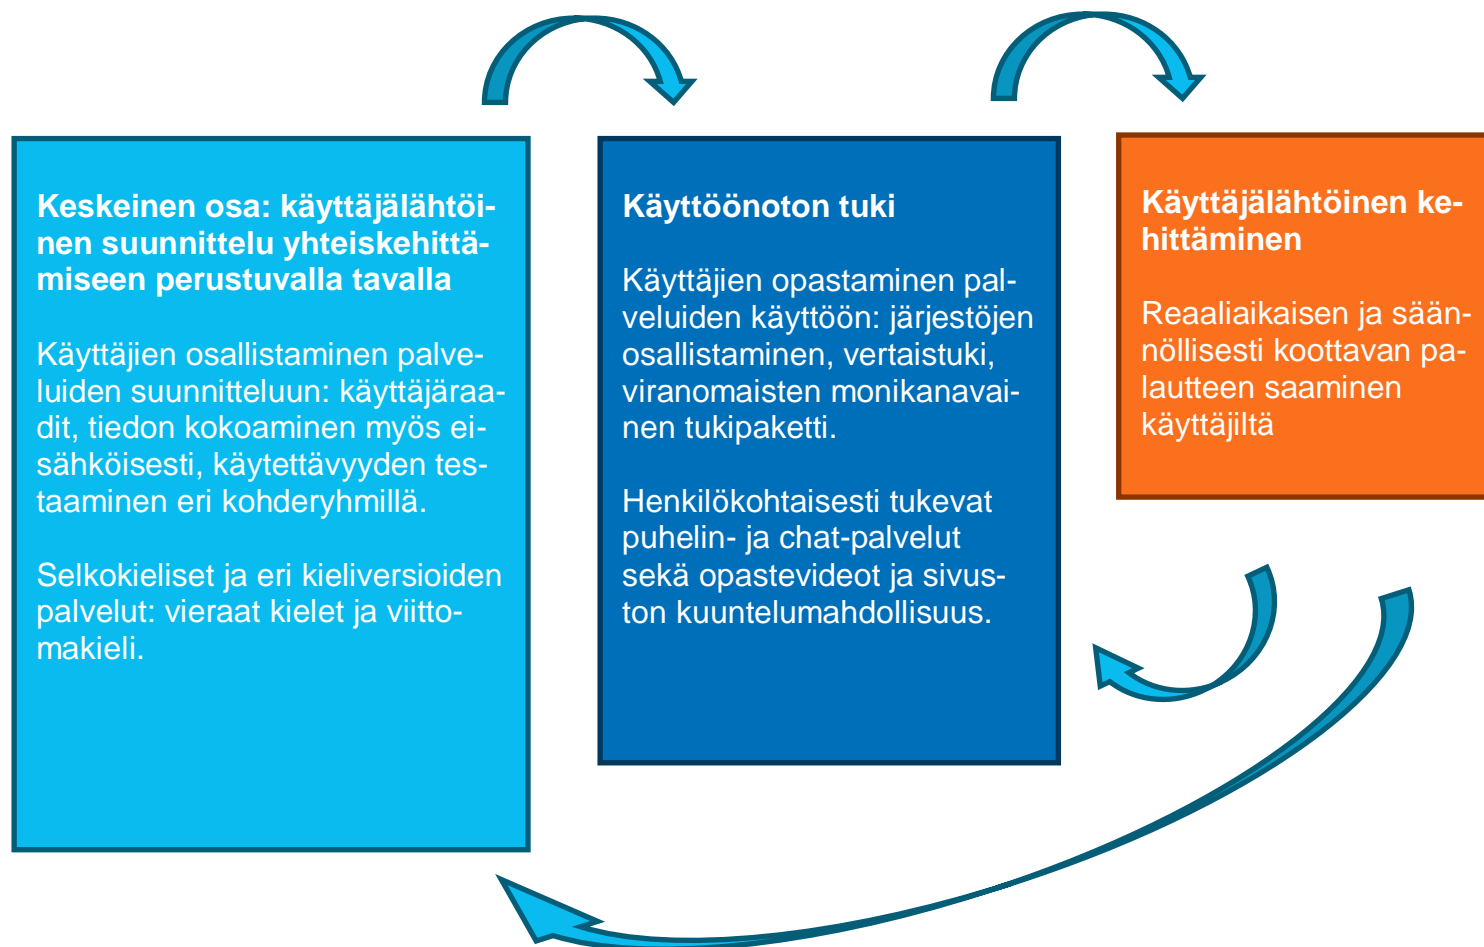 Keskeinen osa: käyttäjälähtöi-
nen suunnittelu yhteiskehittä-
miseen perustuvalla tavalla
Käyttäjien osallistaminen palve-
luiden suunnitteluun: käyttäjäraa-
dit, tiedon kokoaminen myös ei-
sähköisesti, käytettävyyden tes-
taaminen eri kohderyhmillä.
Selkokieliset ja eri kieliversioiden
palvelut: vieraat kielet ja viitto-
makieli.
Käyttöönoton tuki
Käyttäjien opastaminen pal-
veluiden käyttöön: järjestöjen
osallistaminen, vertaistuki,
viranomaisten monikanavai-
nen tukipaketti.
Henkilökohtaisesti tukevat
puhelin- ja chat-palvelut
sekä opastevideot ja sivus-
ton kuuntelumahdollisuus.
Käyttäjälähtöinen ke-
hittäminen
Reaaliaikaisen ja sään-
nöllisesti koottavan pa-
lautteen saaminen
käyttäjiltä